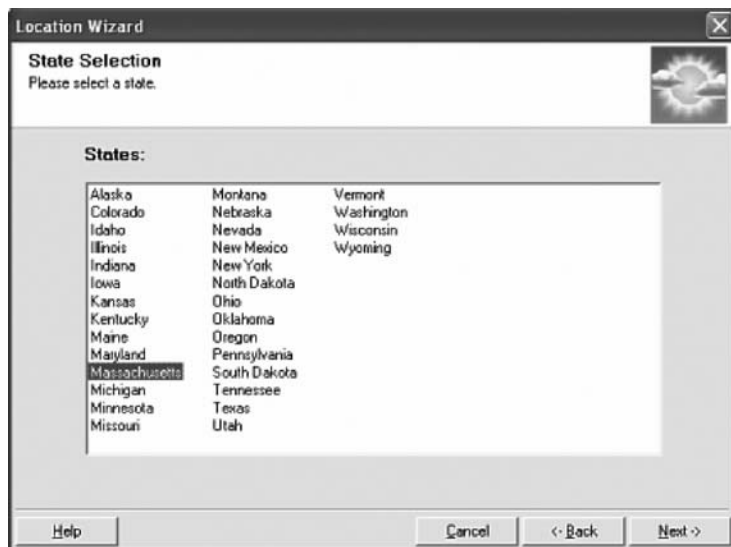 Location Wizard
State Selection
Please select a state.
States:
Alaska
Colorado
Idaho
Illinois
Indiana
Iowa
Kansas
Kentucky
Maine
Maryland
Massachusetts
Michigan
Minnesota
Missouri
Montana
Nebraska
Nevada
New Mexico
New York
North Dakota
Ohio
Oklahoma
Oregon
Pennsylvania
South Dakota
Tennessee
Texas
Utah
Vermont
Washington
Wisconsin
Wyoming
Help
Cancel
<- Back
Next ->